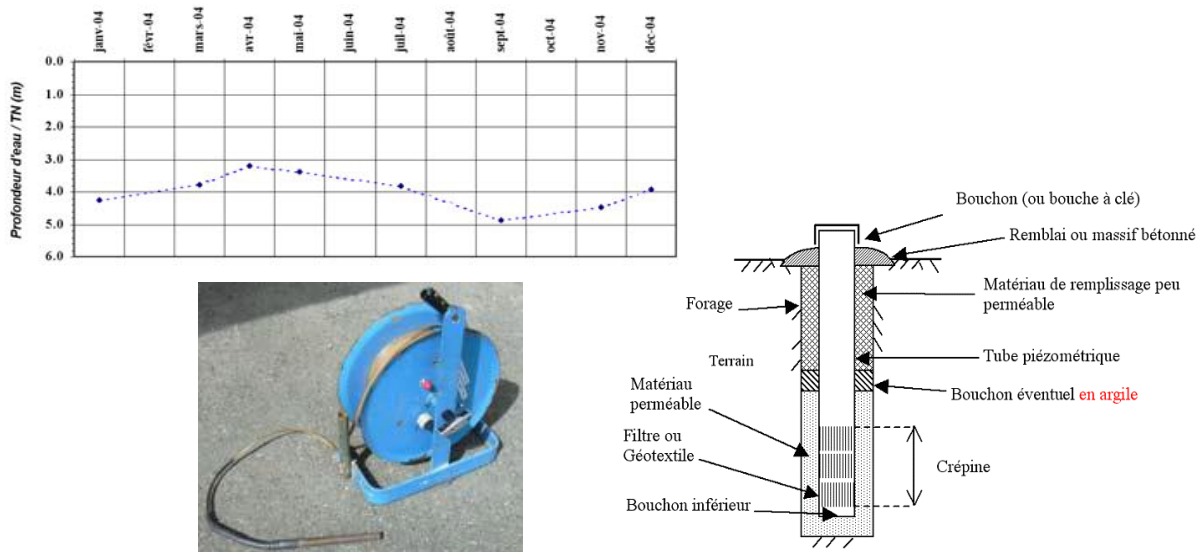 janv-04
févr-04
mars-04
avr-04
mai-04
juin-04
juil-04
août-04
sept-04
oct-04
nov-04
déc-04
Profondeur d'eau / TN (m)
0.0
1.0
2.0
3.0
4.0
5.0
6.0
Bouchon (ou bouche à clé)
Remblai ou massif bétonné
Forage
Matériau de remplissage peu
perméable
Terrain
Tube piézométrique
Matériau
perméable
Bouchon éventuel en argile
Filtre ou
Géotextile
Crépine
Bouchon inférieur